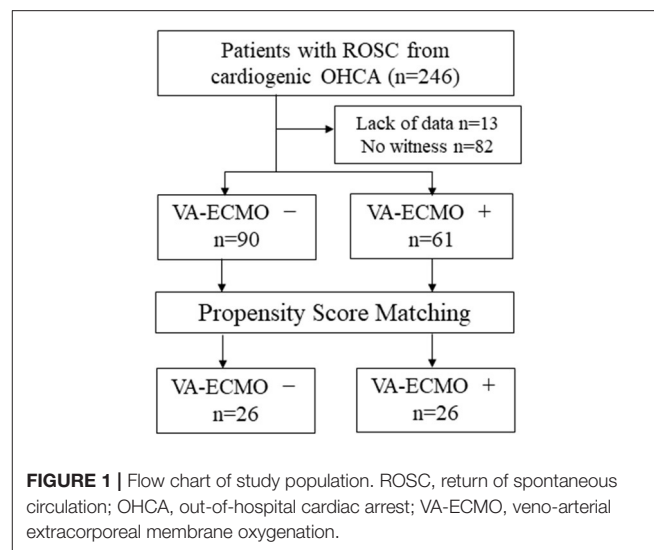 Patients with ROSC from
cardiogenic OHCA (n=246)
Lack of data n=13
No witness n=82
VA-ECMO −
n=90
VA-ECMO +
n=61
Propensity Score Matching
VA-ECMO −
n=26
VA-ECMO +
n=26
FIGURE 1 | Flow chart of study population. ROSC, return of spontaneous
circulation; OHCA, out-of-hospital cardiac arrest; VA-ECMO, veno-arterial
extracorporeal membrane oxygenation.